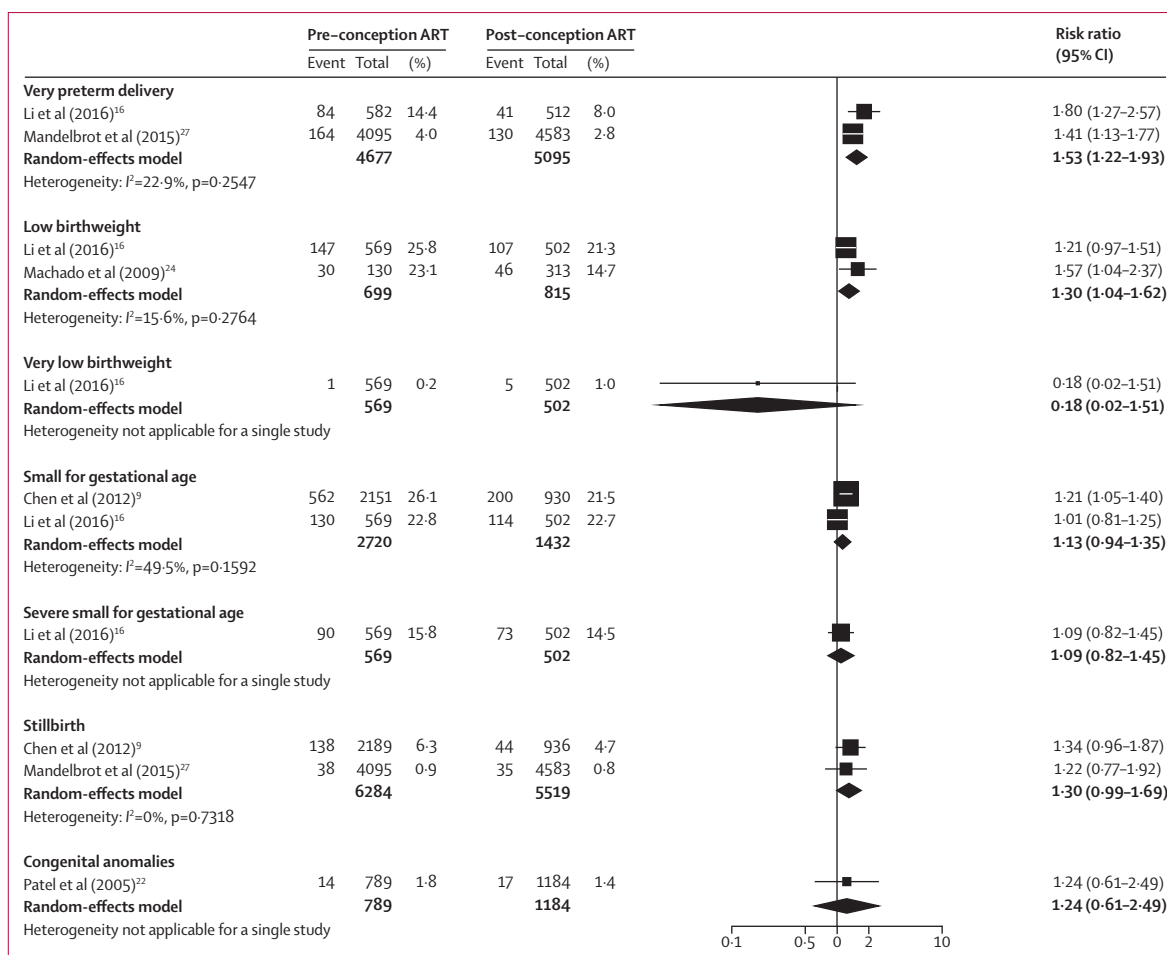 Pre–conception ART Post–conception ART Risk ratio
(95% CI)
Event Total (%) Event Total (%)
Very preterm delivery
Li et al (2016)¹⁶ 84 582 14·4 41 512 8·0 1·80 (1·27–2·57)
Mandelbrot et al (2015)²⁷ 164 4095 4·0 130 4583 2·8 1·41 (1·13–1·77)
Random-effects model 4677 5095 1·53 (1·22–1·93)
Heterogeneity: I²=22·9%, p=0·2547
Low birthweight
Li et al (2016)¹⁶ 147 569 25·8 107 502 21·3 1·21 (0·97–1·51)
Machado et al (2009)²⁴ 30 130 23·1 46 313 14·7 1·57 (1·04–2·37)
Random-effects model 699 815 1·30 (1·04–1·62)
Heterogeneity: I²=15·6%, p=0·2764
Very low birthweight
Li et al (2016)¹⁶ 1 569 0·2 5 502 1·0 0·18 (0·02–1·51)
Random-effects model 569 502 0·18 (0·02–1·51)
Heterogeneity not applicable for a single study
Small for gestational age
Chen et al (2012)⁹ 562 2151 26·1 200 930 21·5 1·21 (1·05–1·40)
Li et al (2016)¹⁶ 130 569 22·8 114 502 22·7 1·01 (0·81–1·25)
Random-effects model 2720 1432 1·13 (0·94–1·35)
Heterogeneity: I²=49·5%, p=0·1592
Severe small for gestational age
Li et al (2016)¹⁶ 90 569 15·8 73 502 14·5 1·09 (0·82–1·45)
Random-effects model 569 502 1·09 (0·82–1·45)
Heterogeneity not applicable for a single study
Stillbirth
Chen et al (2012)⁹ 138 2189 6·3 44 936 4·7 1·34 (0·96–1·87)
Mandelbrot et al (2015)²⁷ 38 4095 0·9 35 4583 0·8 1·22 (0·77–1·92)
Random-effects model 6284 5519 1·30 (0·99–1·69)
Heterogeneity: I²=0%, p=0·7318
Congenital anomalies
Patel et al (2005)²² 14 789 1·8 17 1184 1·4 1·24 (0·61–2·49)
Random-effects model 789 1184 1·24 (0·61–2·49)
Heterogeneity not applicable for a single study
0·1 0·5 0 2 10